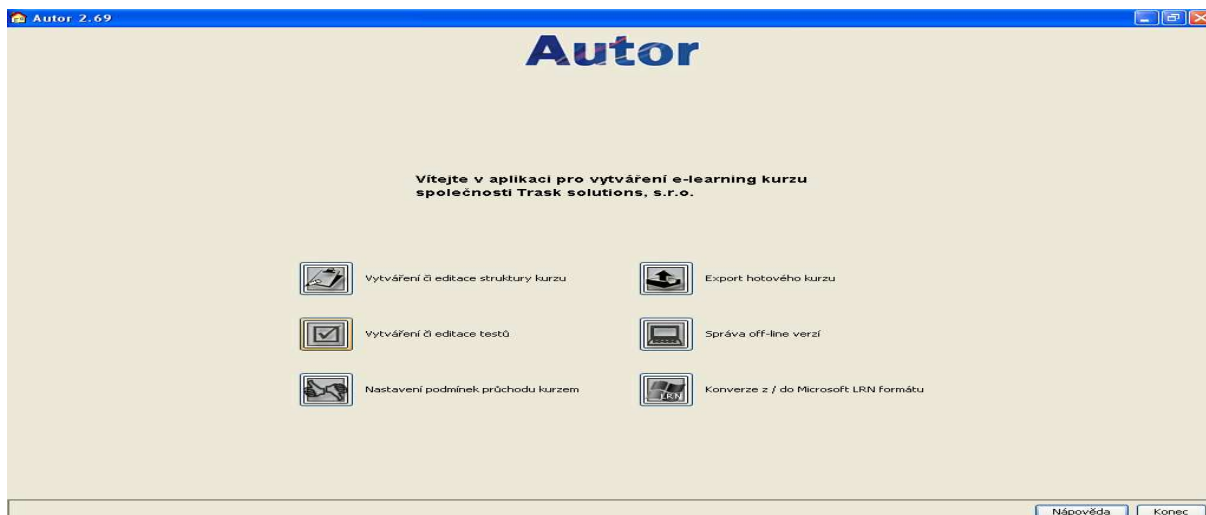 Autor 2.69
Autor
Vítejte v aplikaci pro vytváření e-learning kurzu
společnosti Trask solutions, s.r.o.
Vytváření či editace struktury kurzu
Export hotového kurzu
Vytváření či editace testů
Správa off-line verzí
Nastavení podmínek průchodu kurzem
LRN
Konverze z / do Microsoft LRN formátu
Nápověda
Konec